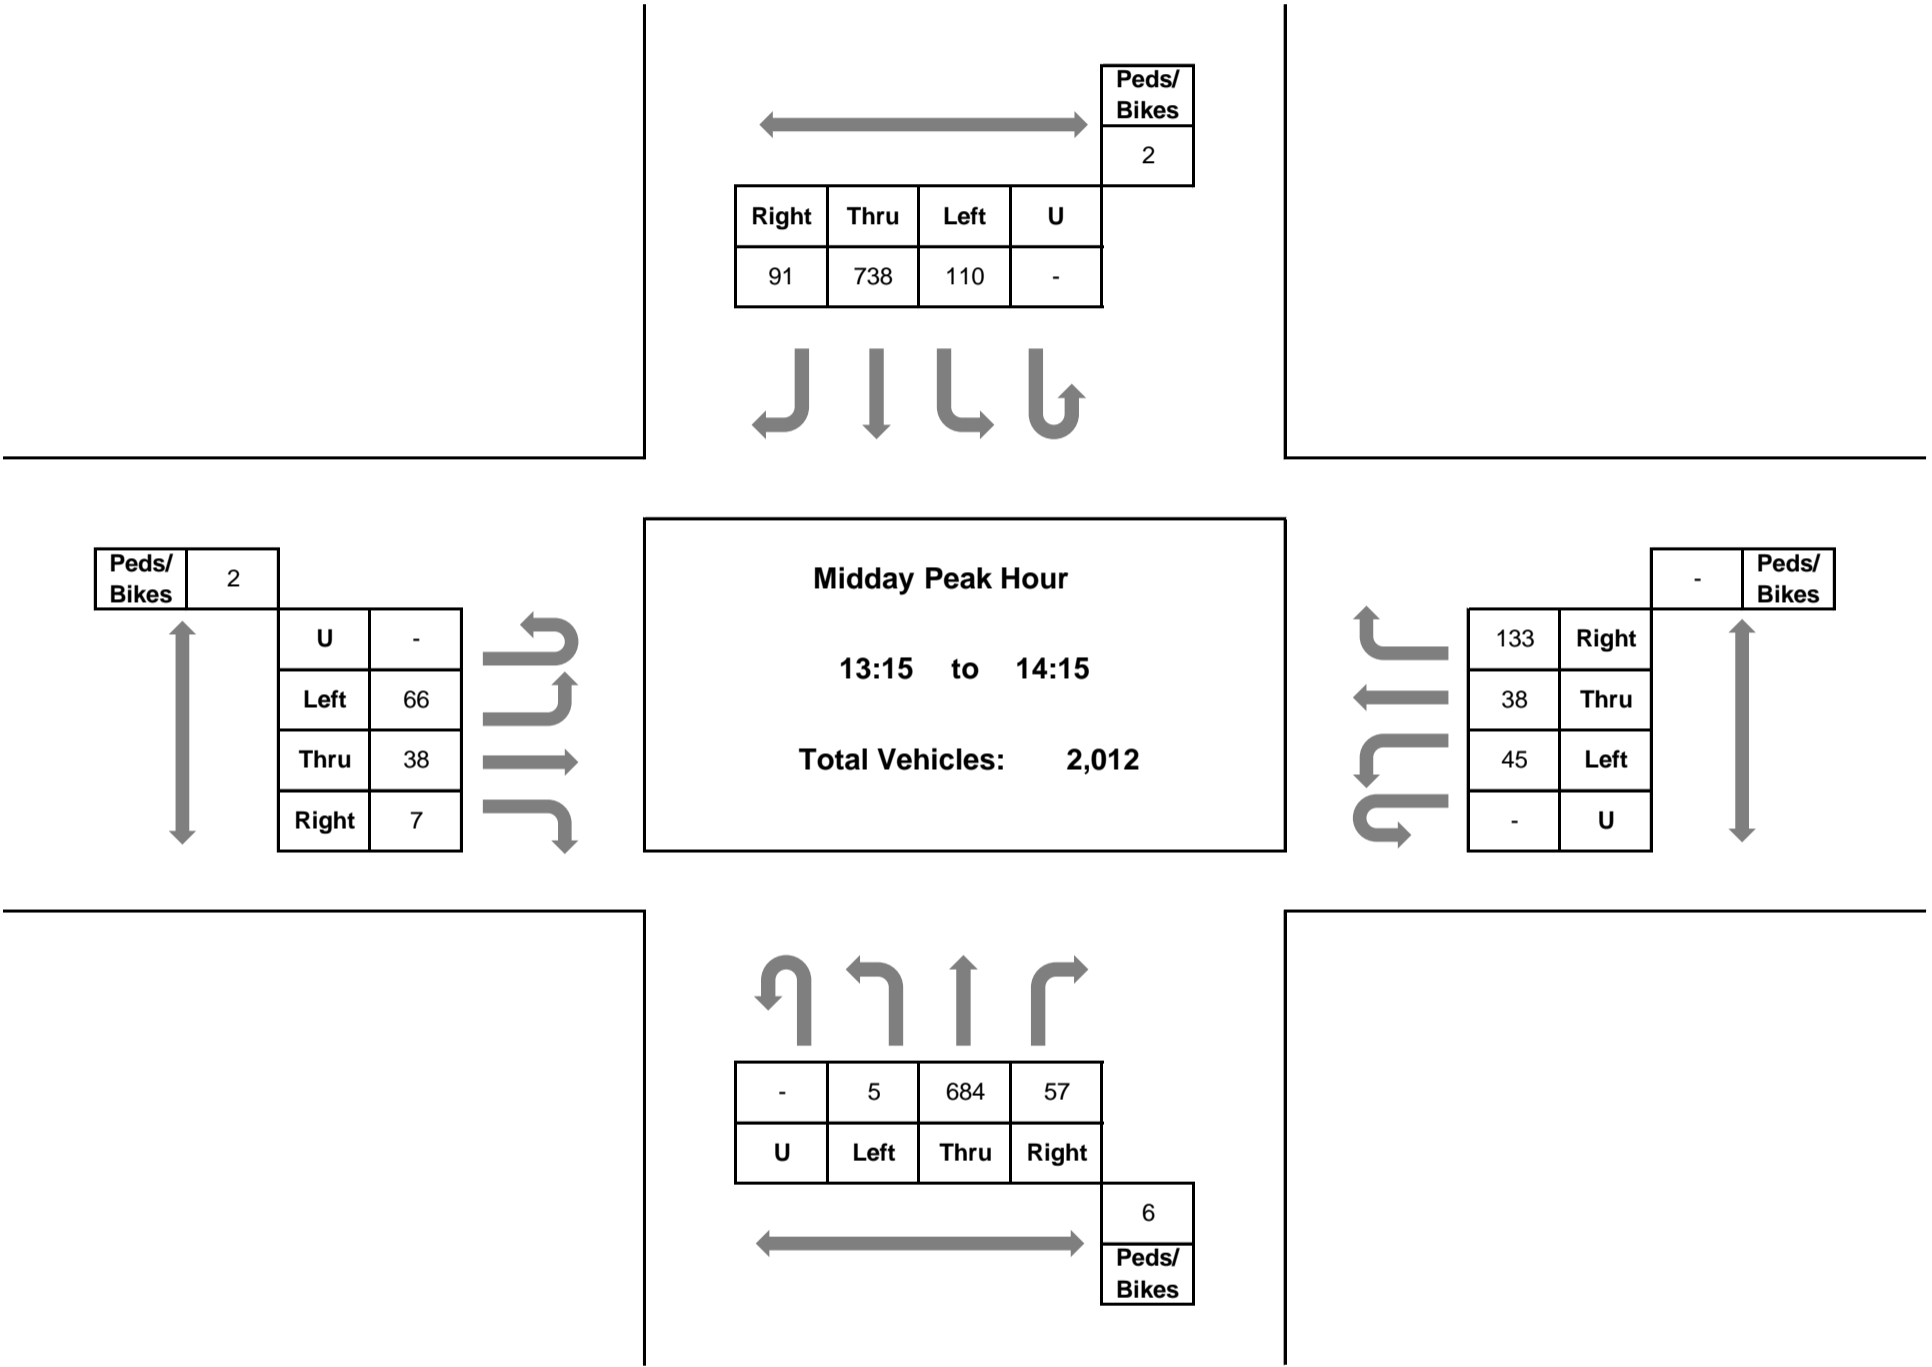 Peds/
Bikes
2
Right Thru Left U
91 738 110 -
Peds/
Bikes
2
U -
Left 66
Thru 38
Right 7
Midday Peak Hour
13:15 to 14:15
Total Vehicles: 2,012
- Peds/
Bikes
133 Right
38 Thru
45 Left
- U
- 5 684 57
U Left Thru Right
6
Peds/
Bikes